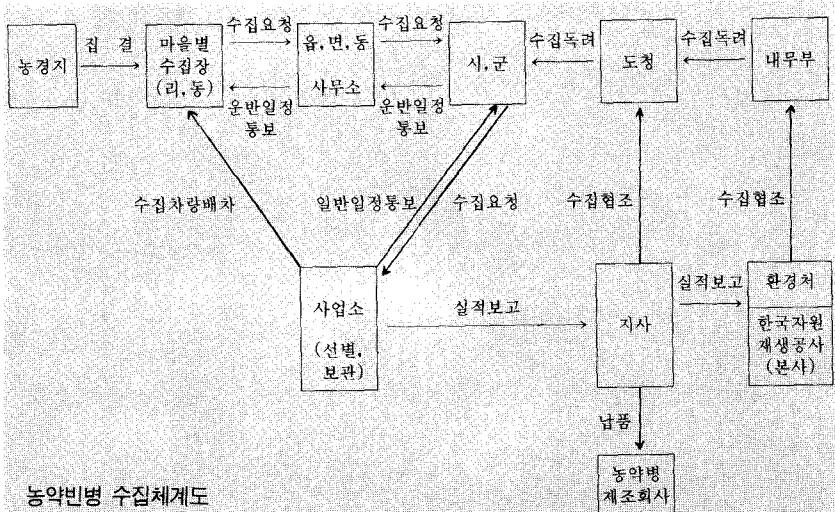 농경지
집 결
마을별
수집장
(리,동)
수집요청
운반일정
통보
읍,면,동
사무소
수집요청
운반일정
통보
시,군
수집독려
도청
수집독려
내무부
수집차량배차
일반일정통보
수집요청
수집협조
수집협조
사업소
(선별,
보관)
실적보고
지사
실적보고
환경처
한국자원
재생공사
(본사)
납품
농약병
제조회사
농약빈병 수집체계도